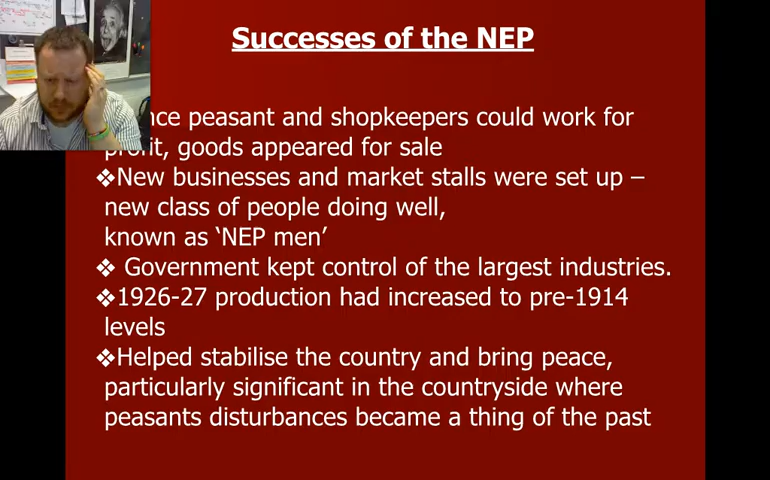 Successes of the NEP
peasant and shopkeepers could work for
profit, goods appeared for sale
❖New businesses and market stalls were set up –
new class of people doing well,
known as ‘NEP men’
❖ Government kept control of the largest industries.
❖1926-27 production had increased to pre-1914
levels
❖Helped stabilise the country and bring peace,
particularly significant in the countryside where
peasants disturbances became a thing of the past